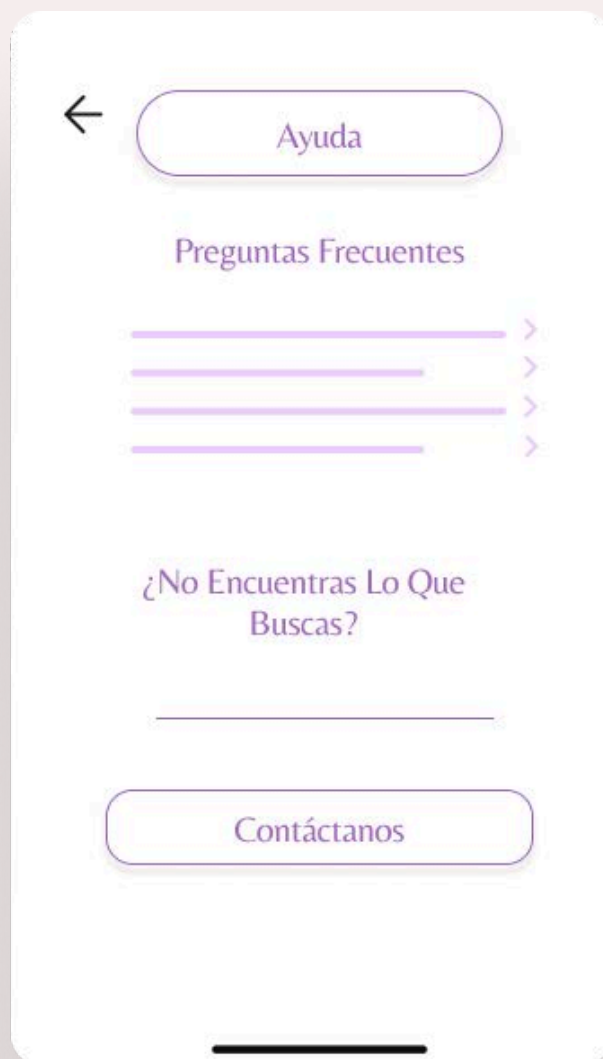 Ayuda
Preguntas Frecuentes
¿No Encuentras Lo Que
Buscas?
Contáctanos